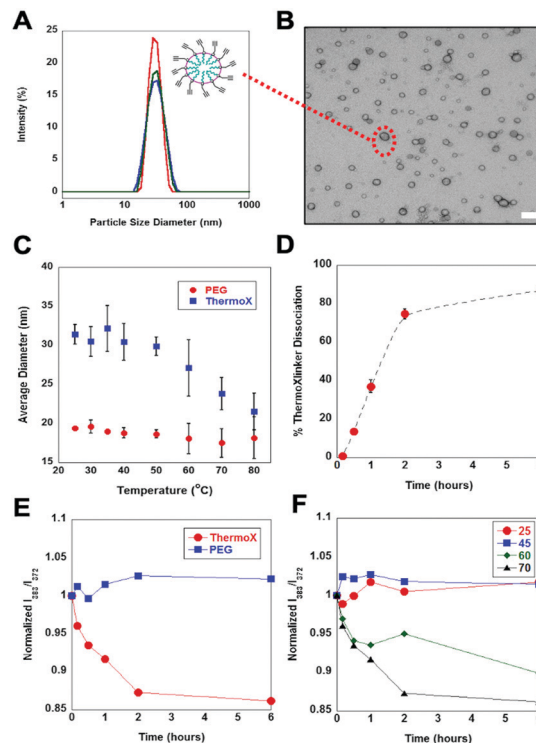 A
B
25
20
15
10
5
0
Intensity (%)
1
10
100
1000
Particle Size Diameter (nm)
C
D
40
35
30
25
20
15
10
Average Diameter (nm)
PEG
ThermoX
20
30
40
50
60
70
80
Temperature (°C)
100
80
60
40
20
0
% ThermoXlinker Dissociation
0
1
2
Time (hours)
E
F
1.1
1.05
1
0.95
0.9
0.85
Normalized I383/I372
ThermoX
PEG
0
1
2
3
4
5
6
Time (hours)
1.1
1.05
1
0.95
0.9
0.85
Normalized I383/I372
25
45
60
70
0
1
2
Time (hours)